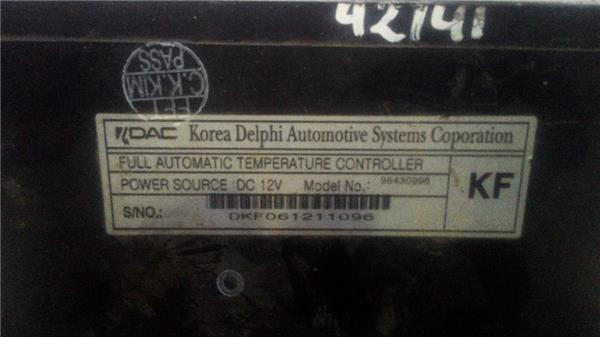 42141
PASS
C.K.KIM
KDAC Korea Delphi Automotive Systems Coporation
FULL AUTOMATIC TEMPERATURE CONTROLLER
POWER SOURCE :DC 12V Model No.: 96430996
KF
S/NO.:
DKF061211096